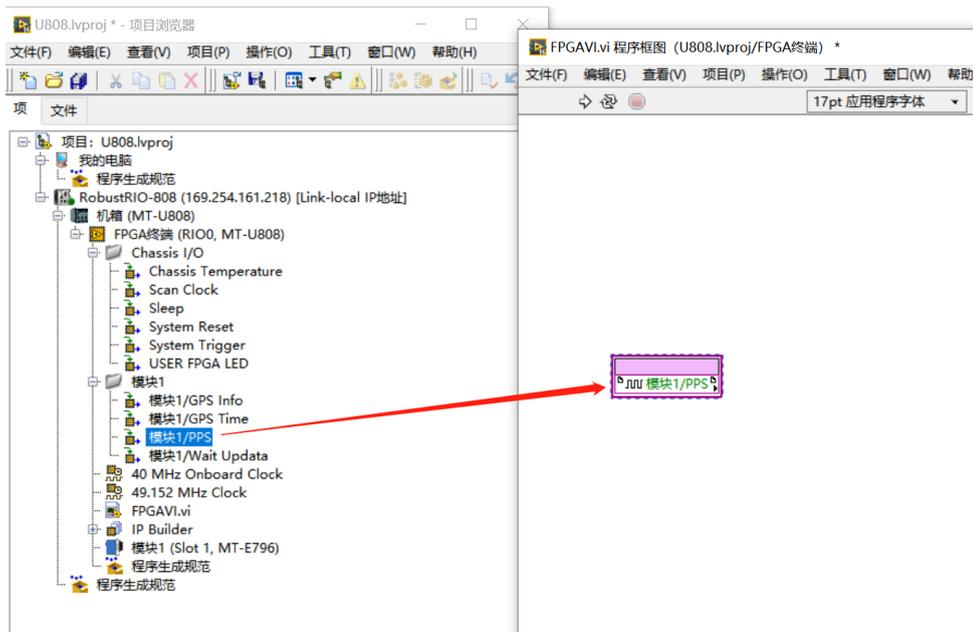 U808.lvproj * - 项目浏览器
文件(F) 编辑(E) 查看(V) 项目(P) 操作(O) 工具(T) 窗口(W) 帮助(H)
项 文件
项目: U808.lvproj
我的电脑
程序生成规范
RobustRIO-808 (169.254.161.218) [Link-local IP地址]
机箱 (MT-U808)
FPGA终端 (RIO0, MT-U808)
Chassis I/O
Chassis Temperature
Scan Clock
Sleep
System Reset
System Trigger
USER FPGA LED
模块1
模块1/GPS Info
模块1/GPS Time
模块1/PPS
模块1/Wait Updata
40 MHz Onboard Clock
49.152 MHz Clock
FPGAVI.vi
IP Builder
模块1 (Slot 1, MT-E796)
程序生成规范
程序生成规范
FPGAVI.vi 程序框图 (U808.lvproj/FPGA终端) *
文件(F) 编辑(E) 查看(V) 项目(P) 操作(O) 工具(T) 窗口(W) 帮助
17pt 应用程序字体
模块1/PPS